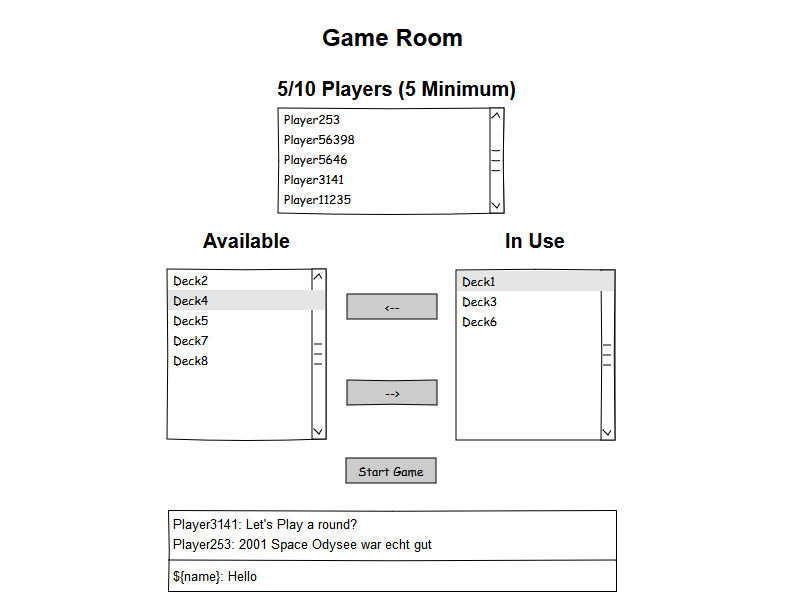 Game Room
5/10 Players (5 Minimum)
Player253
Player56398
Player5646
Player3141
Player11235
Available
Deck2
Deck4
Deck5
Deck7
Deck8
<--
-->
In Use
Deck1
Deck3
Deck6
Start Game
Player3141: Let's Play a round?
Player253: 2001 Space Odysee war echt gut
${name}: Hello